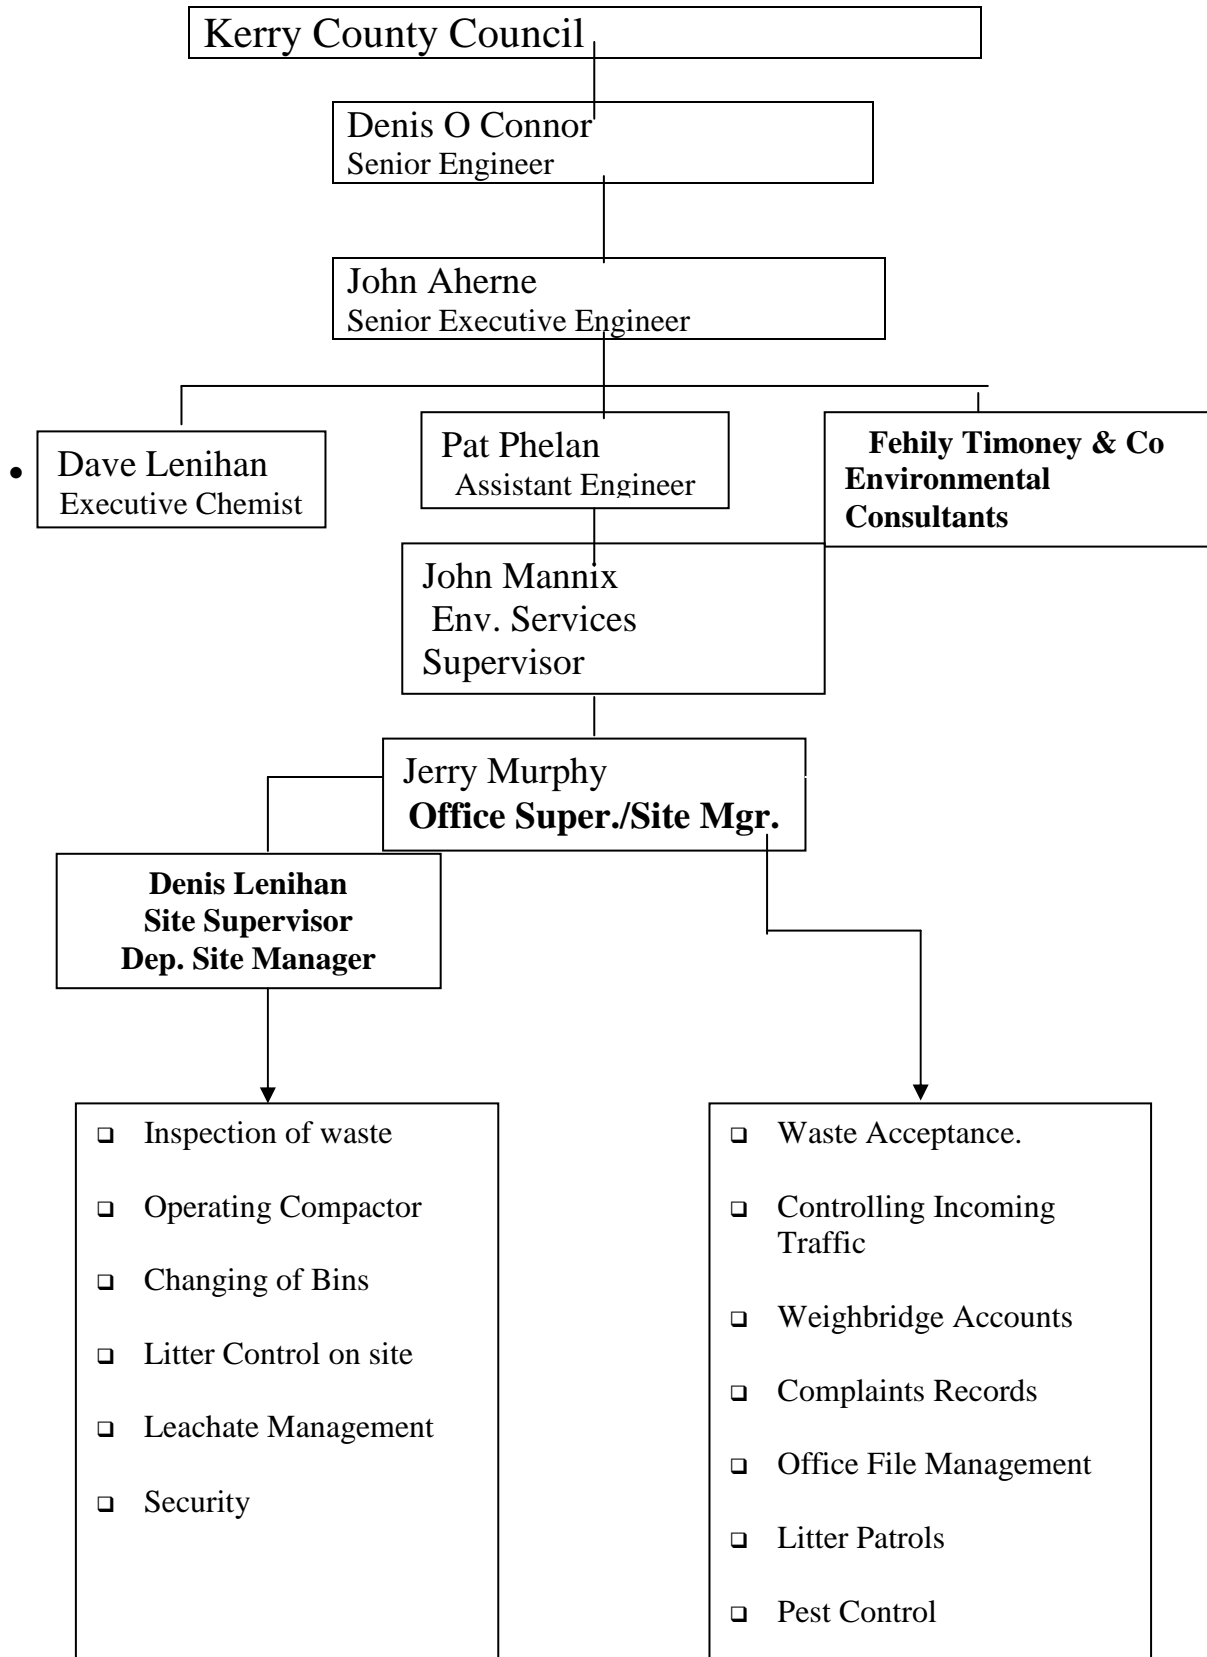 Kerry County Council
Denis O Connor
Senior Engineer
John Aherne
Senior Executive Engineer
• Dave Lenihan
Executive Chemist
Pat Phelan
Assistant Engineer
Fehily Timoney & Co
Environmental
Consultants
John Mannix
Env. Services
Supervisor
Jerry Murphy
Office Super./Site Mgr.
Denis Lenihan
Site Supervisor
Dep. Site Manager
❑ Inspection of waste
❑ Operating Compactor
❑ Changing of Bins
❑ Litter Control on site
❑ Leachate Management
❑ Security
❑ Waste Acceptance.
❑ Controlling Incoming
Traffic
❑ Weighbridge Accounts
❑ Complaints Records
❑ Office File Management
❑ Litter Patrols
❑ Pest Control